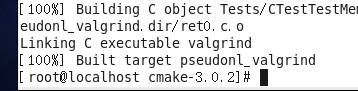 [100%] Building C object Tests/CTestTestMem
eudonl_valgrind.dir/ret0.c.o
Linking C executable valgrind
[100%] Built target pseudonl_valgrind
[root@localhost cmake-3.0.2]#